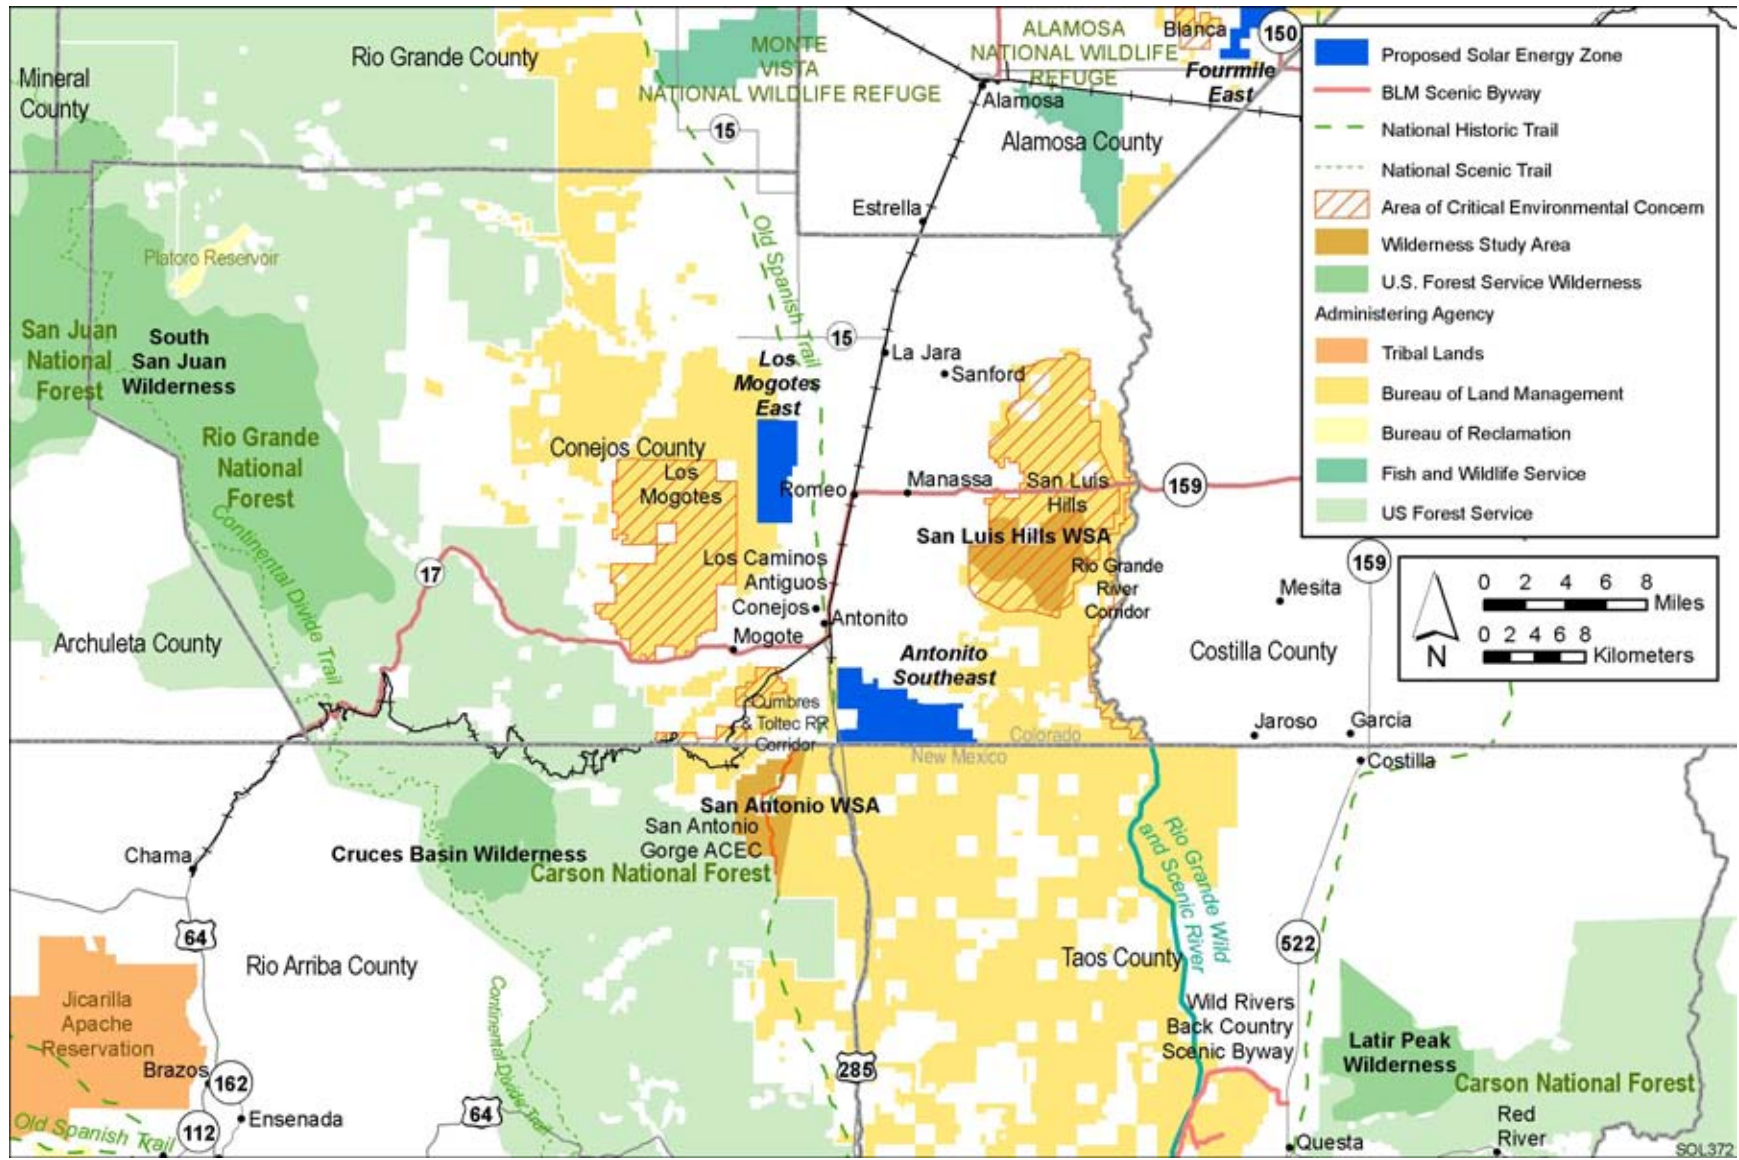 Rio Grande County
Mineral
County
MONTE
VISTA
NATIONAL WILDLIFE REFUGE
ALAMOSA
NATIONAL WILDLIFE
REFUGE
Blanca
150
Fourmile
East
Alamosa
Alamosa County
15
Estrella
Old Spanish Trail
Platoro Reservoir
San Juan
National
Forest
South
San Juan
Wilderness
15
La Jara
Sanford
Los
Mogotes
East
Rio Grande
National
Forest
Conejos County
Los
Mogotes
Romeo
Manassa
San Luis
Hills
159
San Luis Hills WSA
Continental Divide Trail
17
Los Caminos
Antiguos
Conejos
Antonito
Mogote
Rio Grande
River
Corridor
159
Mesita
Archuleta County
Antonito
Southeast
Costilla County
Cumbres
& Toltec RR
Corridor
Colorado
New Mexico
Jaroso
Garcia
Costilla
San Antonio WSA
San Antonio
Gorge ACEC
Chama
Cruces Basin Wilderness
Carson National Forest
Rio Grande Wild
and Scenic River
64
Rio Arriba County
Taos County
522
Jicarilla
Apache
Reservation
Continental Divide Trail
Wild Rivers
Back Country
Scenic Byway
Latir Peak
Wilderness
Brazos
162
285
Carson National Forest
Old Spanish Trail
112
Ensenada
64
Questa
Red
River
Proposed Solar Energy Zone
BLM Scenic Byway
National Historic Trail
National Scenic Trail
Area of Critical Environmental Concern
Wilderness Study Area
U.S. Forest Service Wilderness
Administering Agency
Tribal Lands
Bureau of Land Management
Bureau of Reclamation
Fish and Wildlife Service
US Forest Service
N
0 2 4 6 8
Miles
0 2 4 6 8
Kilometers
SOL372